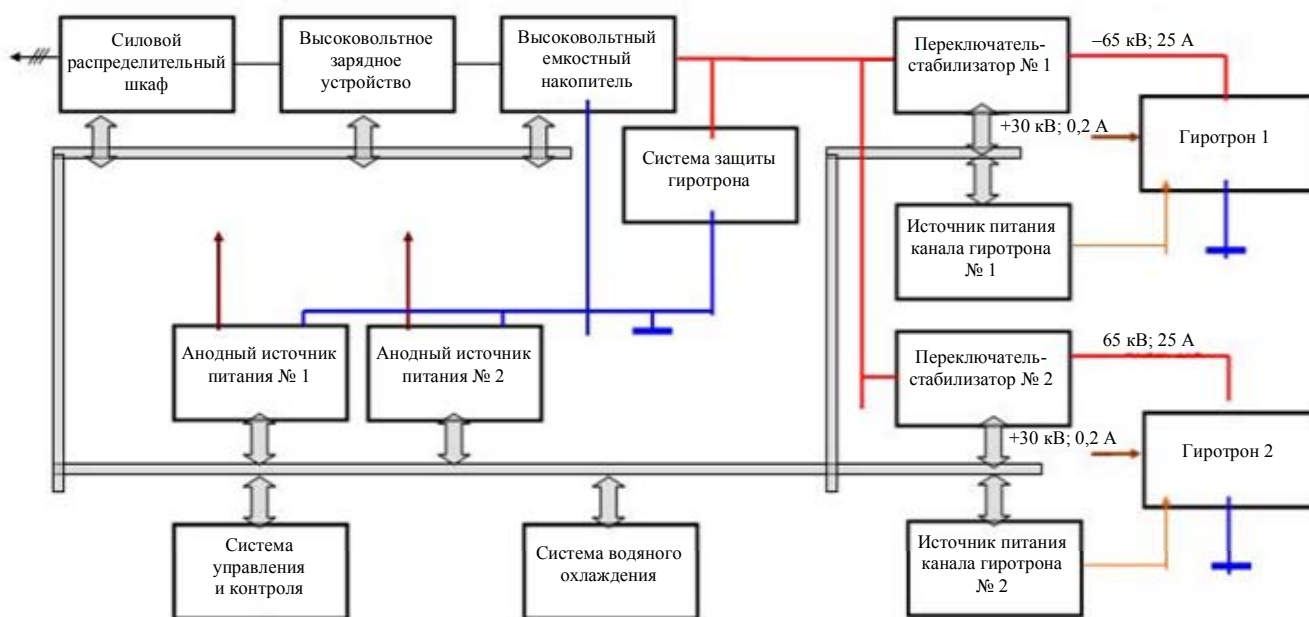 Силовой
распределительный
шкаф
Высоковольтное
зарядное
устройство
Высоковольтный
емкостный
накопитель
Переключатель-
стабилизатор № 1
–65 кВ; 25 А
+30 кВ; 0,2 А
Гиротрон 1
Система защиты
гиротрона
Источник питания
канала гиротрона
№ 1
Анодный источник
питания № 1
Анодный источник
питания № 2
Переключатель-
стабилизатор № 2
65 кВ; 25 А
+30 кВ; 0,2 А
Гиротрон 2
Система
управления
и контроля
Система водяного
охлаждения
Источник питания
канала гиротрона
№ 2